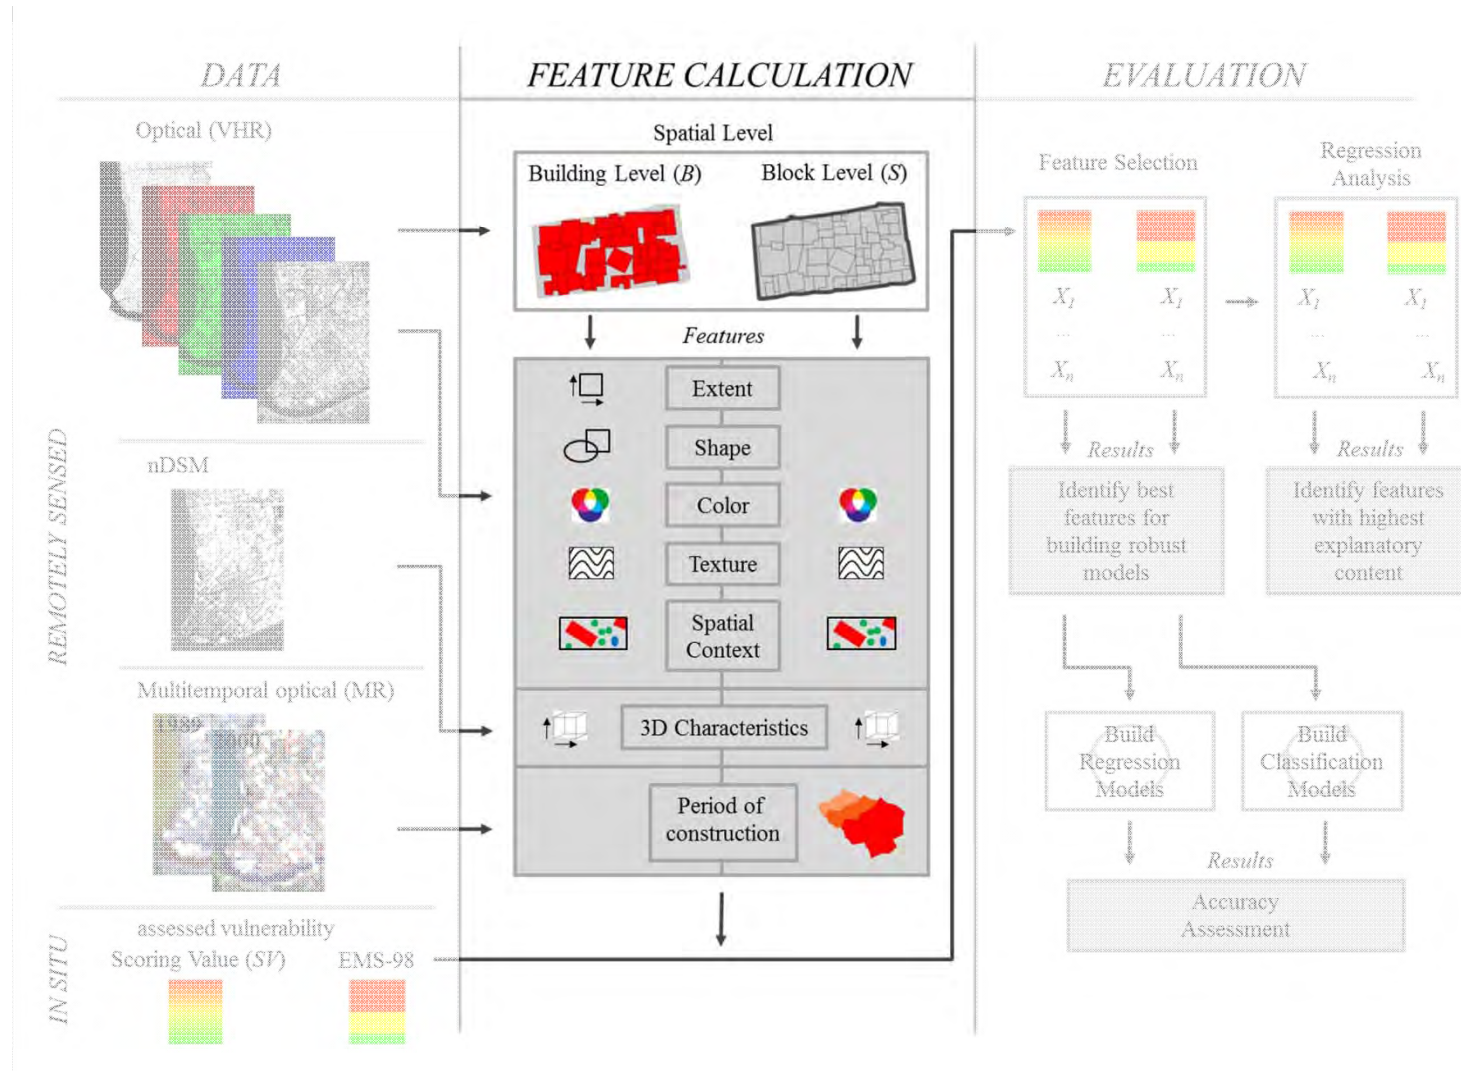 DATA
FEATURE CALCULATION
EVALUATION
REMOTELY SENSED
IN SITU
Optical (VHR)
nDSM
Multitemporal optical (MR)
assessed vulnerability
Scoring Value (SV)
EMS-98
Spatial Level
Building Level (B)
Block Level (S)
Features
Extent
Shape
Color
Texture
Spatial
Context
3D Characteristics
Period of
construction
Feature Selection
X1
X1
...
...
Xn
Xn
Regression
Analysis
X1
X1
...
...
Xn
Xn
Results
Identify best
features for
building robust
models
Results
Identify features
with highest
explanatory
content
Build
Regression
Models
Build
Classification
Models
Results
Accuracy
Assessment